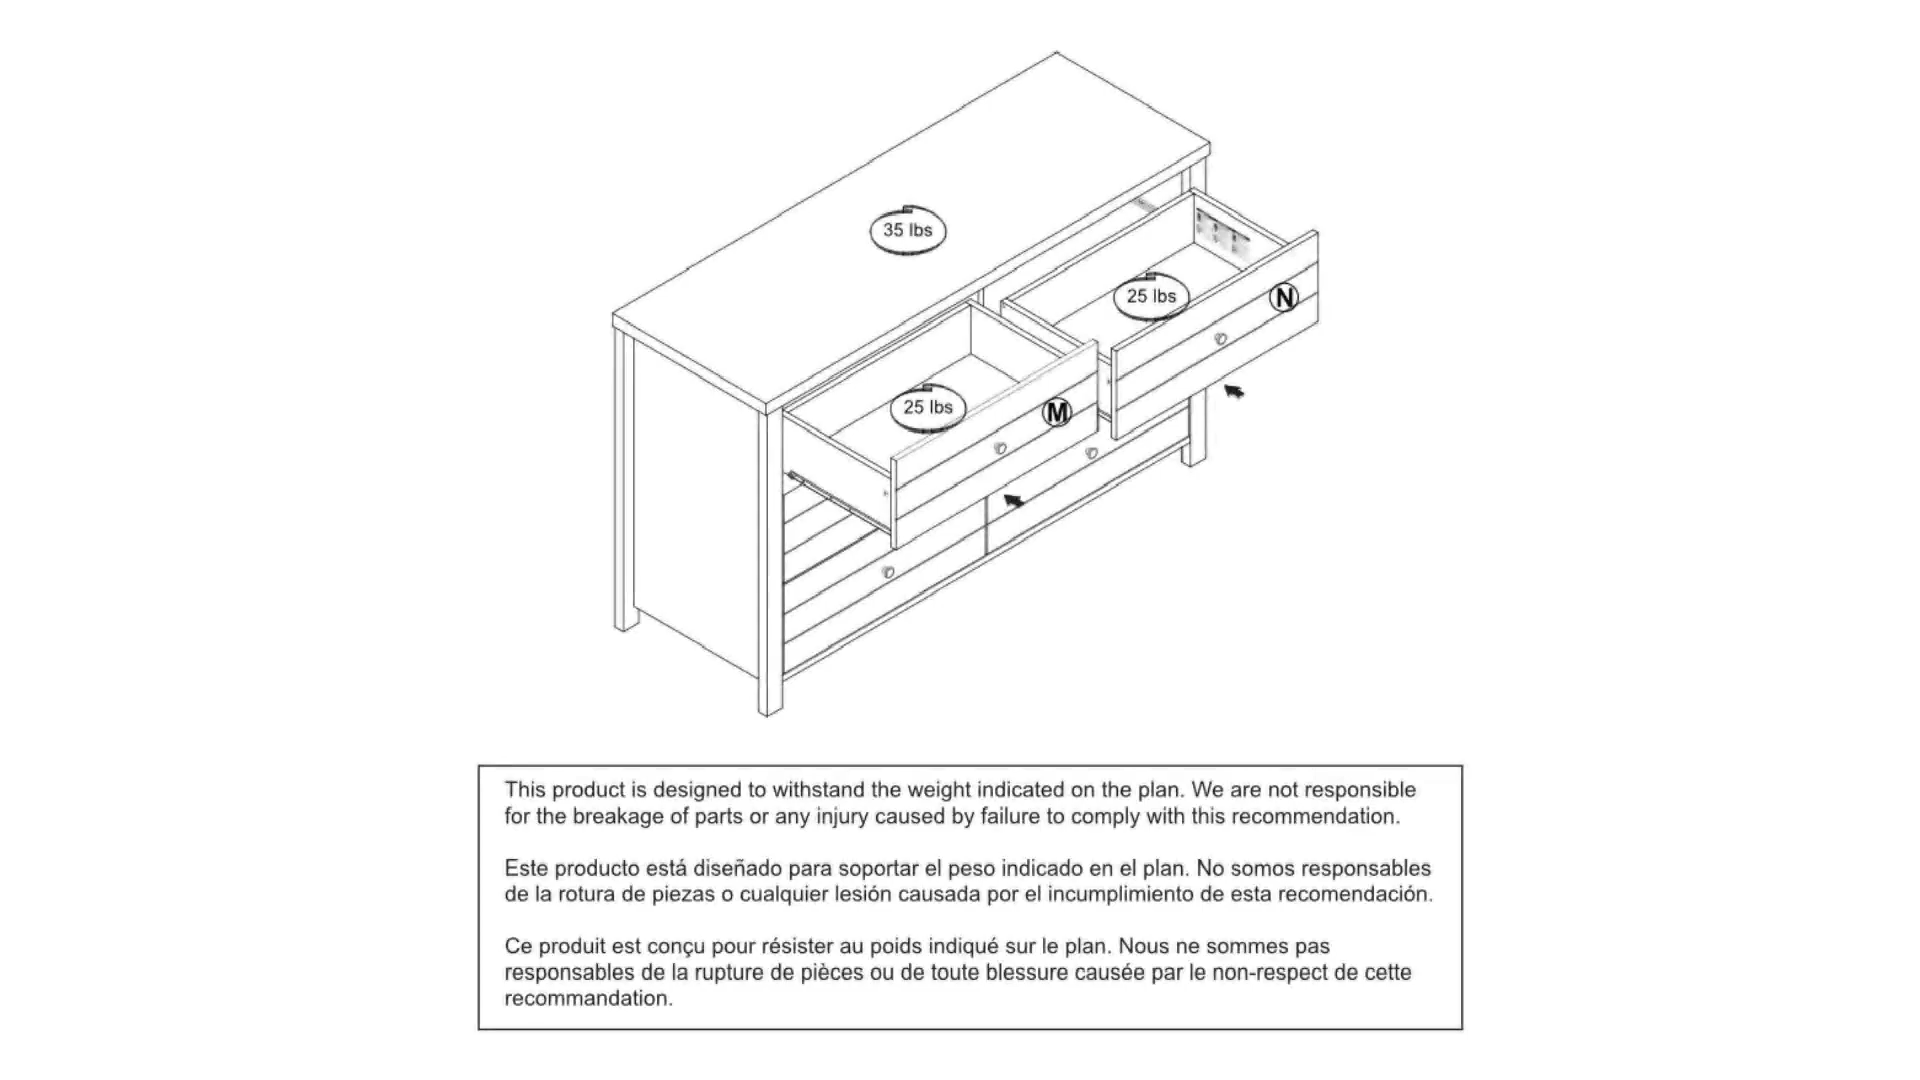 35 lbs
25 lbs
N
25 lbs
M
This product is designed to withstand the weight indicated on the plan. We are not responsible
for the breakage of parts or any injury caused by failure to comply with this recommendation.
Este producto está diseñado para soportar el peso indicado en el plan. No somos responsables
de la rotura de piezas o cualquier lesión causada por el incumplimiento de esta recomendación.
Ce produit est conçu pour résister au poids indiqué sur le plan. Nous ne sommes pas
responsables de la rupture de pièces ou de toute blessure causée par le non-respect de cette
recommandation.